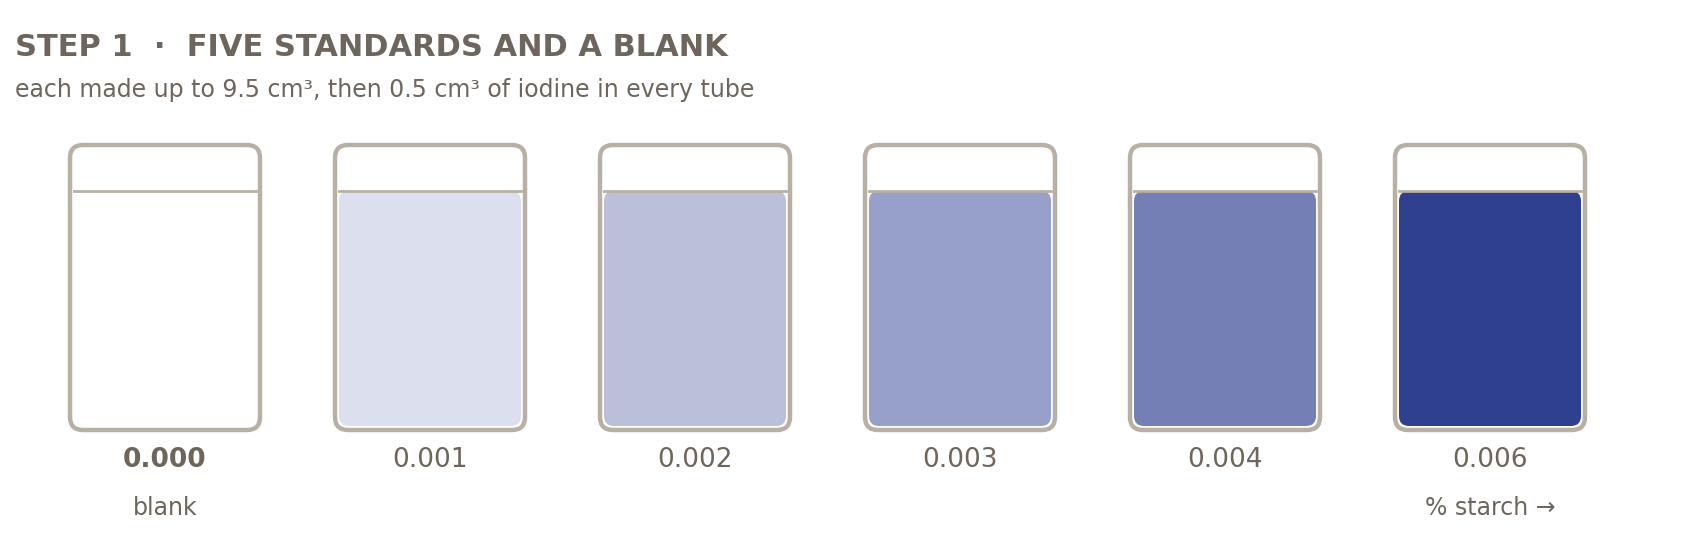 STEP 1 · FIVE STANDARDS AND A BLANK
each made up to 9.5 cm³, then 0.5 cm³ of iodine in every tube
0.000 0.001 0.002 0.003 0.004 0.006
blank % starch →